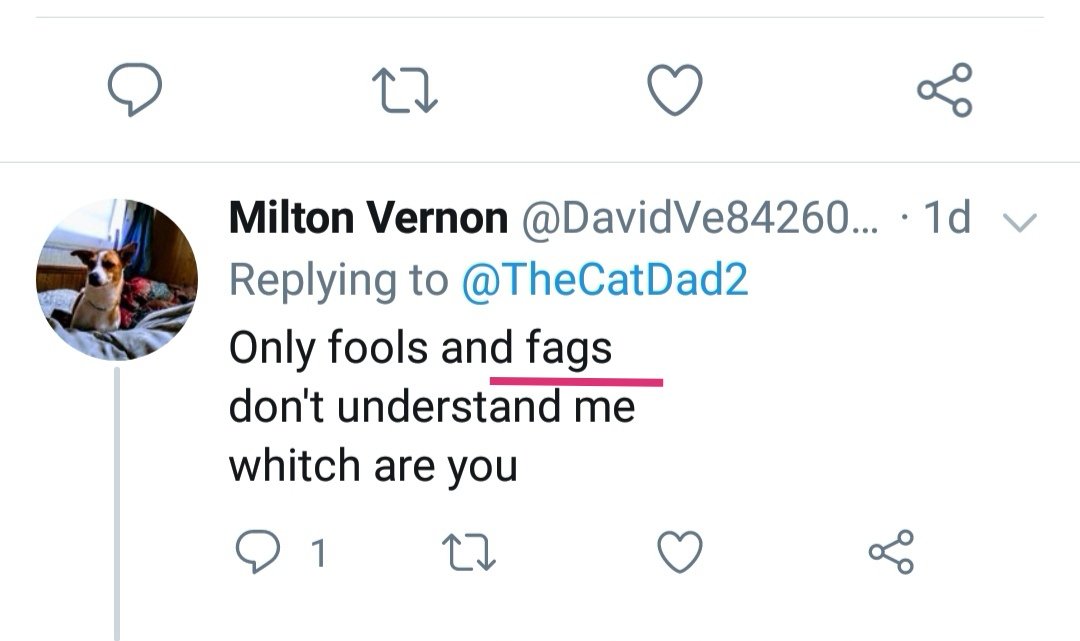 Milton Vernon @DavidVe84260... · 1d
Replying to @TheCatDad2
Only fools and fags
don't understand me
whitch are you
1